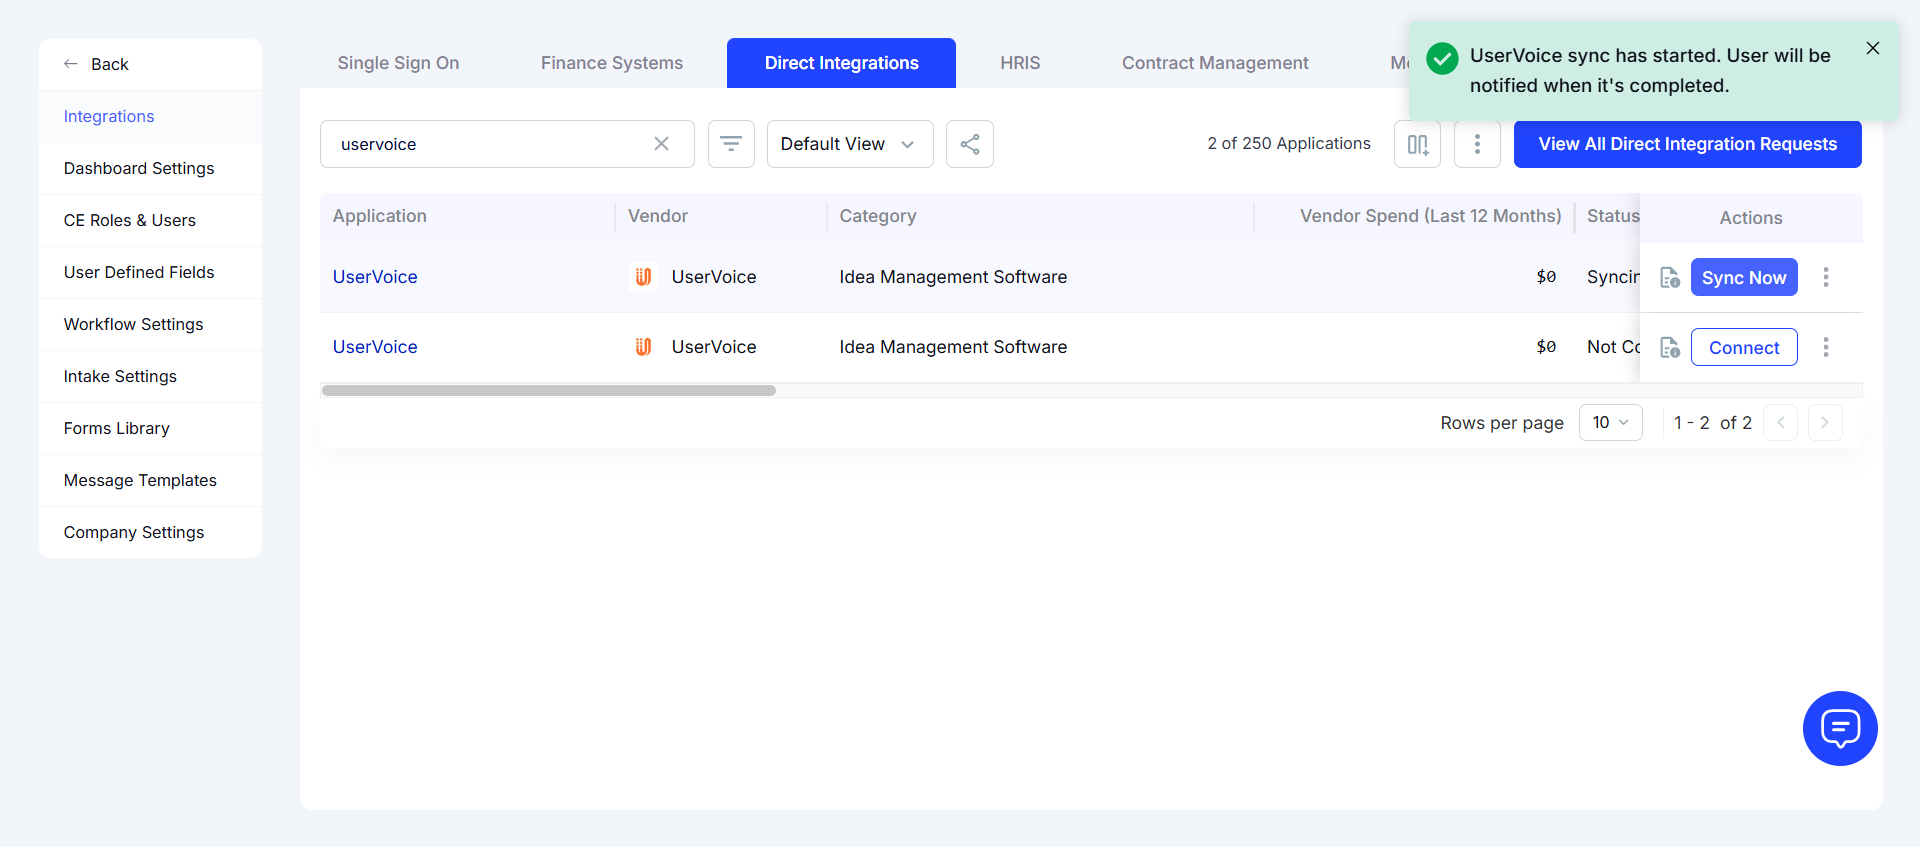 Back
Integrations
Dashboard Settings
CE Roles & Users
User Defined Fields
Workflow Settings
Intake Settings
Forms Library
Message Templates
Company Settings
Single Sign On Finance Systems Direct Integrations HRIS Contract Management
UserVoice sync has started. User will be
notified when it's completed.
uservoice Default View 2 of 250 Applications View All Direct Integration Requests
Application Vendor Category Vendor Spend (Last 12 Months) Status Actions
UserVoice UserVoice Idea Management Software $0 Syncin Sync Now
UserVoice UserVoice Idea Management Software $0 Not Co Connect
Rows per page 10 1 - 2 of 2